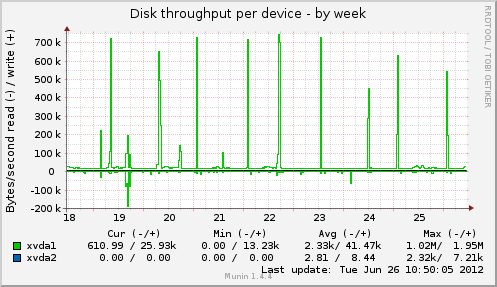 Disk throughput per device - by week
RRDTOOL / TOBI OETIKER
Bytes/second read (-) / write (+)
700 k
600 k
500 k
400 k
300 k
200 k
100 k
0
-100 k
-200 k
18 19 20 21 22 23 24 25
Cur (-/+) Min (-/+) Avg (-/+) Max (-/+)
xvda1 610.99 / 25.93k 0.00 / 13.23k 2.33k/ 41.47k 1.02M/ 1.95M
xvda2 0.00 / 0.00 0.00 / 0.00 2.81 / 8.44 2.32k/ 7.21k
Last update: Tue Jun 26 10:50:05 2012
Munin 1.4.4